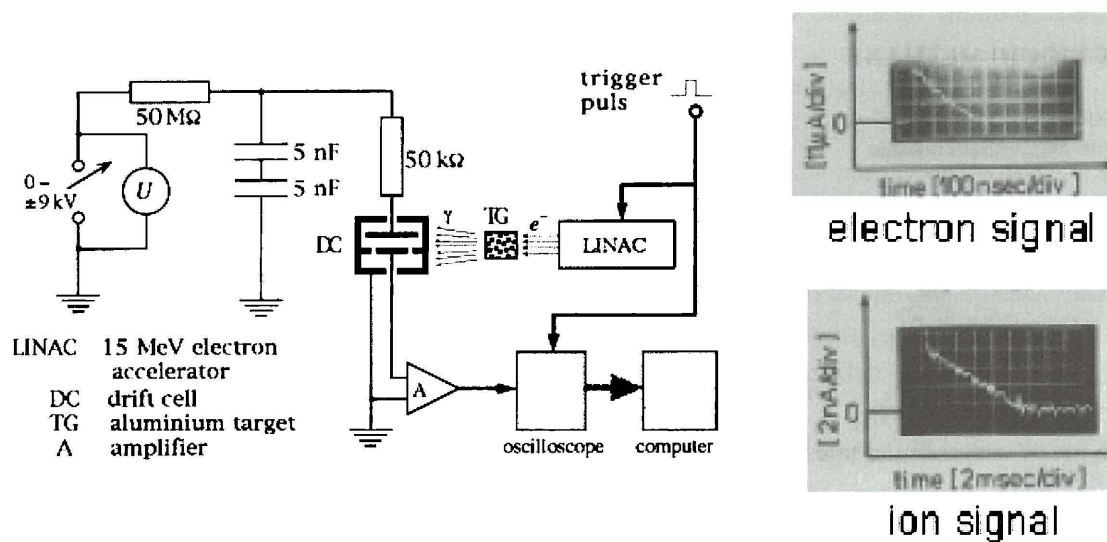 50 MΩ
5 nF
5 nF
50 kΩ
0 –
±9 kV
U
trigger
puls
DC
γ
TG
e⁻
LINAC
A
oscilloscope
computer
LINAC 15 MeV electron
accelerator
DC drift cell
TG aluminium target
A amplifier
[11μA/div]
0
time [100nsec/div]
electron signal
[2nA/div]
0
time [2msec/div]
ion signal